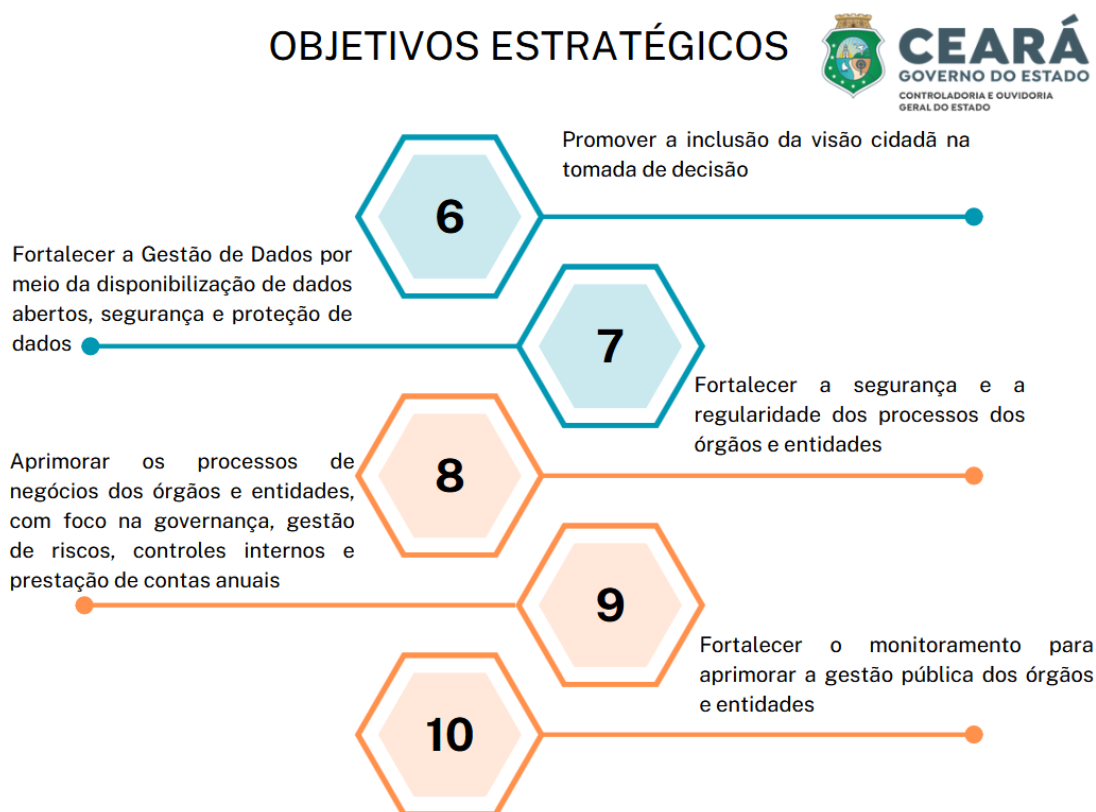 OBJETIVOS ESTRATÉGICOS
CEARÁ
GOVERNO DO ESTADO
CONTROLADORIA E OUVIDORIA
GERAL DO ESTADO
6
Promover a inclusão da visão cidadã na
tomada de decisão
7
Fortalecer a Gestão de Dados por
meio da disponibilização de dados
abertos, segurança e proteção de
dados
8
Fortalecer a segurança e a
regularidade dos processos dos
órgãos e entidades
9
Aprimorar os processos de
negócios dos órgãos e entidades,
com foco na governança, gestão
de riscos, controles internos e
prestação de contas anuais
10
Fortalecer o monitoramento para
aprimorar a gestão pública dos órgãos
e entidades